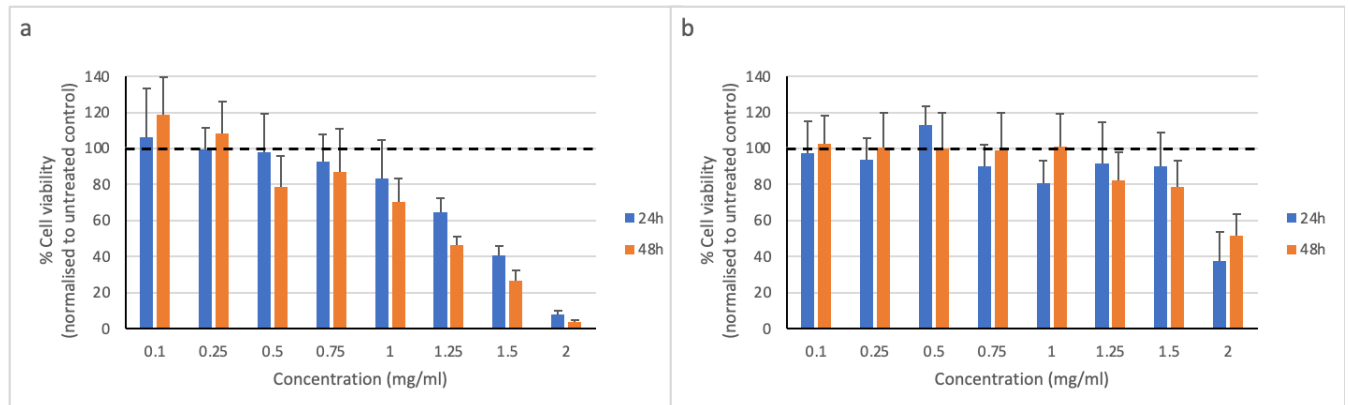 a
% Cell viability
(normalised to untreated control)
140
120
100
80
60
40
20
0
0.1 0.25 0.5 0.75 1 1.25 1.5 2
Concentration (mg/ml)
24h
48h
b
% Cell viability
(normalised to untreated control)
140
120
100
80
60
40
20
0
0.1 0.25 0.5 0.75 1 1.25 1.5 2
Concentration (mg/ml)
24h
48h